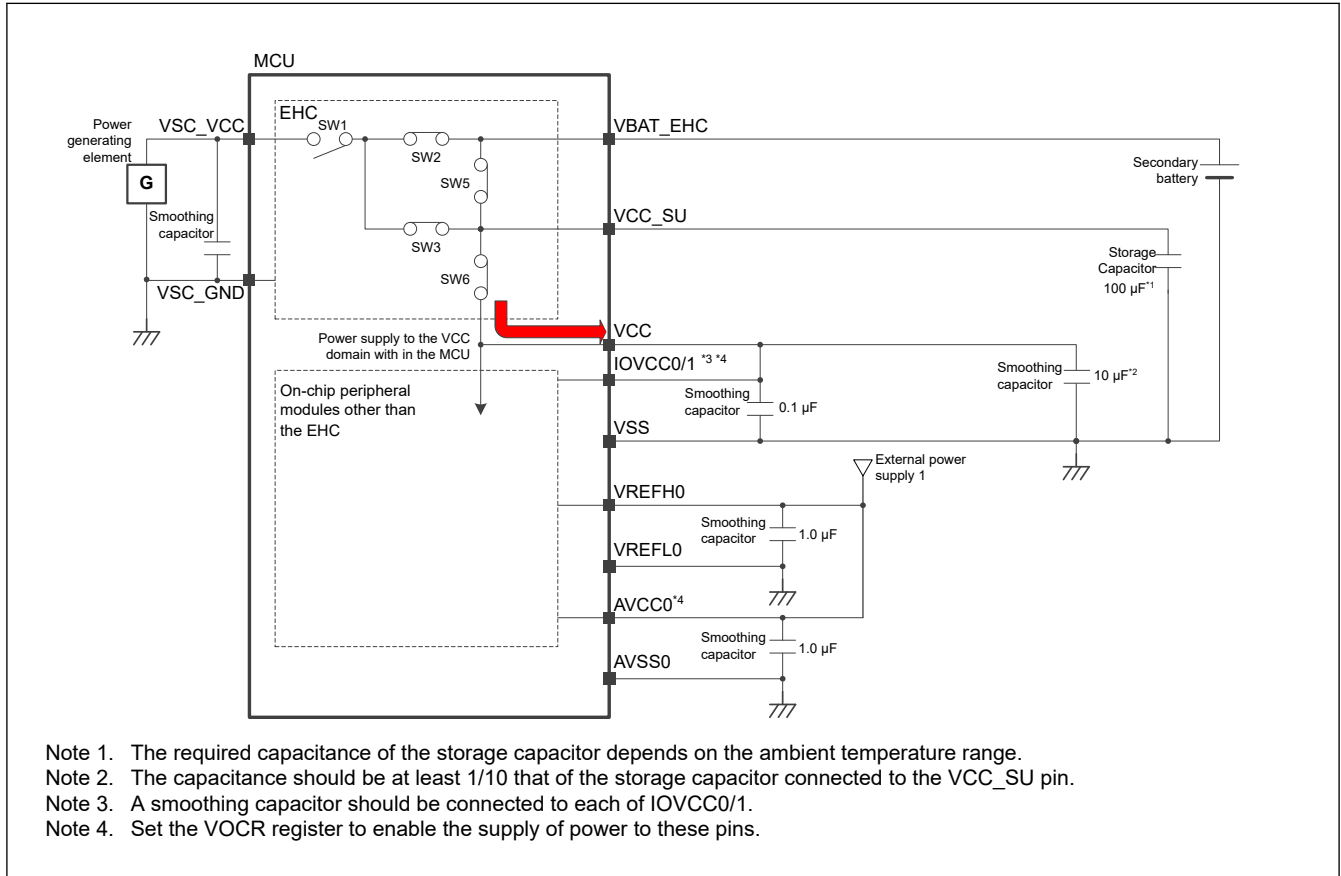 MCU
EHC
SW1
Power
generating
element
VSC_VCC
VBAT_EHC
G
SW2
SW5
Secondary
battery
Smoothing
capacitor
VCC_SU
SW3
Storage
Capacitor
100 µF*1
SW6
VSC_GND
Power supply to the VCC
domain with in the MCU
VCC
IOVCC0/1 *3 *4
Smoothing
capacitor
10 µF*2
On-chip peripheral
modules other than
the EHC
Smoothing
capacitor
0.1 µF
VSS
External power
supply 1
VREFH0
Smoothing
capacitor
1.0 µF
VREFL0
AVCC0*4
Smoothing
capacitor
1.0 µF
AVSS0
Note 1. The required capacitance of the storage capacitor depends on the ambient temperature range.
Note 2. The capacitance should be at least 1/10 that of the storage capacitor connected to the VCC_SU pin.
Note 3. A smoothing capacitor should be connected to each of IOVCC0/1.
Note 4. Set the VOCR register to enable the supply of power to these pins.